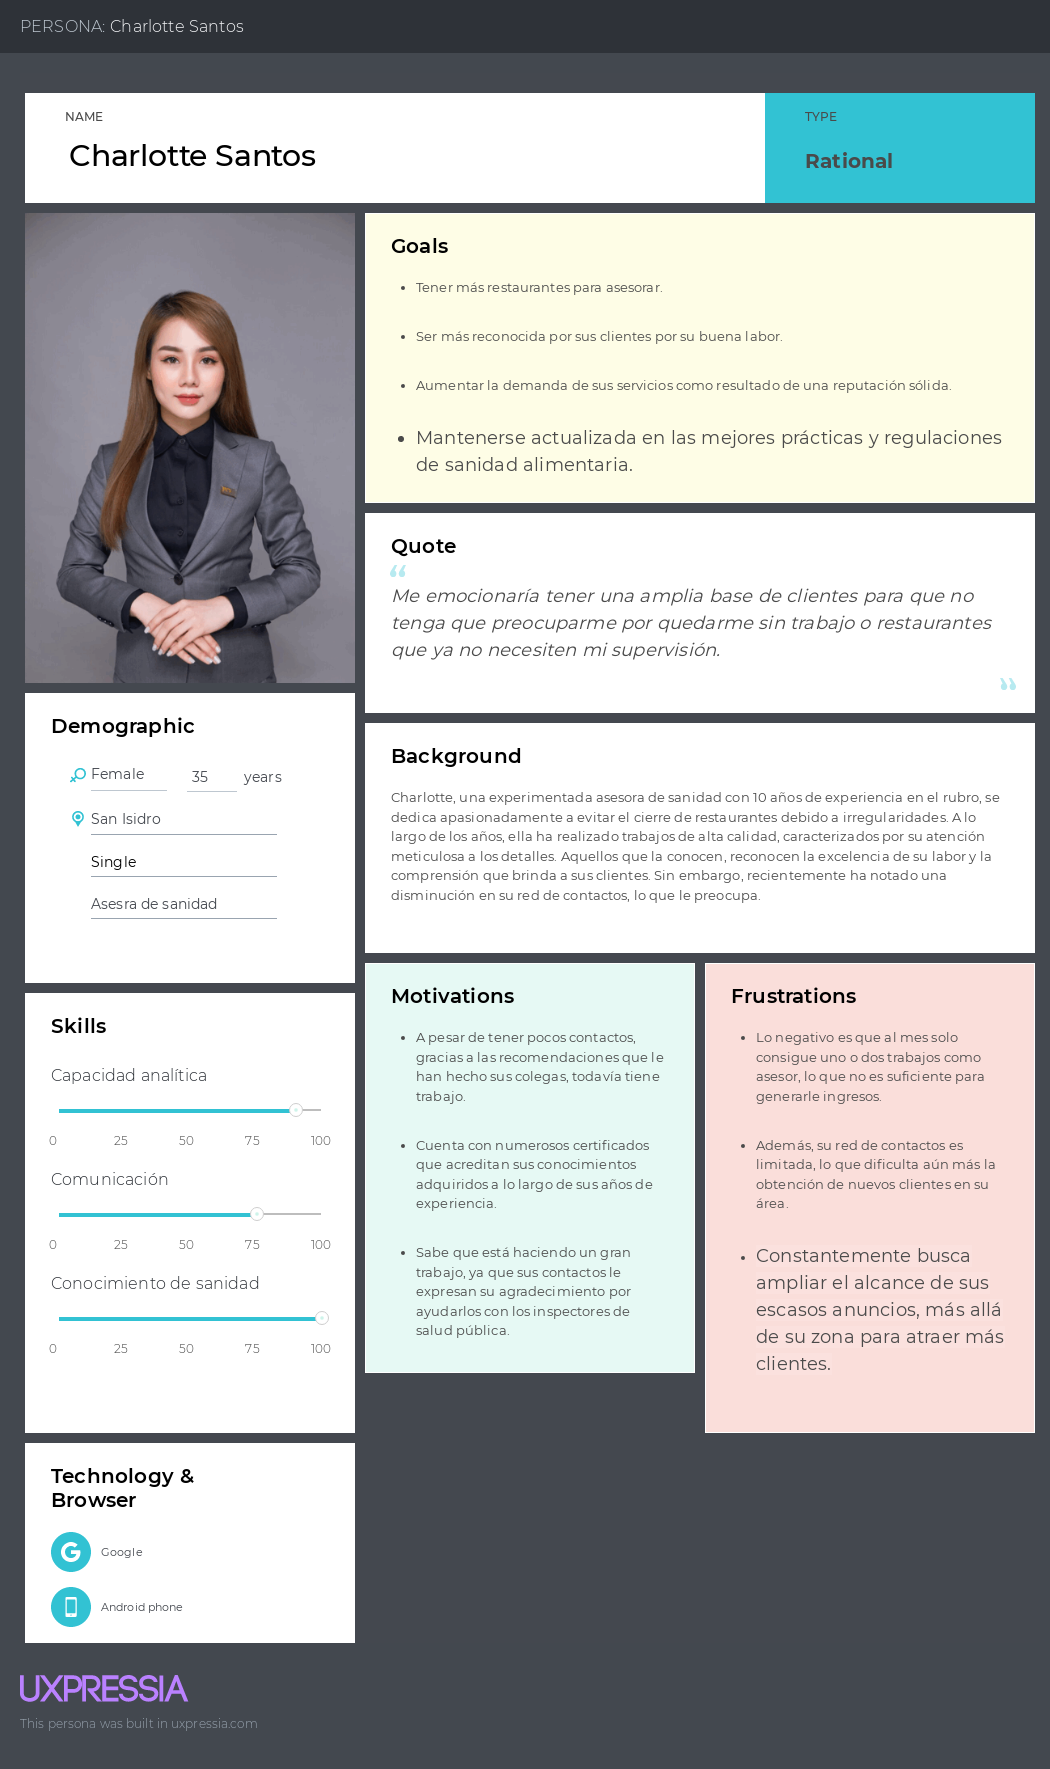 PERSONA: Charlotte Santos
NAME
Charlotte Santos
TYPE
Rational
Goals
• Tener más restaurantes para asesorar.
• Ser más reconocida por sus clientes por su buena labor.
• Aumentar la demanda de sus servicios como resultado de una reputación sólida.
• Mantenerse actualizada en las mejores prácticas y regulaciones
de sanidad alimentaria.
Quote
“
Me emocionaría tener una amplia base de clientes para que no
tenga que preocuparme por quedarme sin trabajo o restaurantes
que ya no necesiten mi supervisión.
”
Demographic
Female 35 years
San Isidro
Single
Asesra de sanidad
Background
Charlotte, una experimentada asesora de sanidad con 10 años de experiencia en el rubro, se
dedica apasionadamente a evitar el cierre de restaurantes debido a irregularidades. A lo
largo de los años, ella ha realizado trabajos de alta calidad, caracterizados por su atención
meticulosa a los detalles. Aquellos que la conocen, reconocen la excelencia de su labor y la
comprensión que brinda a sus clientes. Sin embargo, recientemente ha notado una
disminución en su red de contactos, lo que le preocupa.
Skills
Capacidad analítica
0 25 50 75 100
Comunicación
0 25 50 75 100
Conocimiento de sanidad
0 25 50 75 100
Motivations
• A pesar de tener pocos contactos,
gracias a las recomendaciones que le
han hecho sus colegas, todavía tiene
trabajo.
• Cuenta con numerosos certificados
que acreditan sus conocimientos
adquiridos a lo largo de sus años de
experiencia.
• Sabe que está haciendo un gran
trabajo, ya que sus contactos le
expresan su agradecimiento por
ayudarlos con los inspectores de
salud pública.
Frustrations
• Lo negativo es que al mes solo
consigue uno o dos trabajos como
asesor, lo que no es suficiente para
generarle ingresos.
• Además, su red de contactos es
limitada, lo que dificulta aún más la
obtención de nuevos clientes en su
área.
• Constantemente busca
ampliar el alcance de sus
escasos anuncios, más allá
de su zona para atraer más
clientes.
Technology &
Browser
G Google
Android phone
UXPRESSIA
This persona was built in uxpressia.com